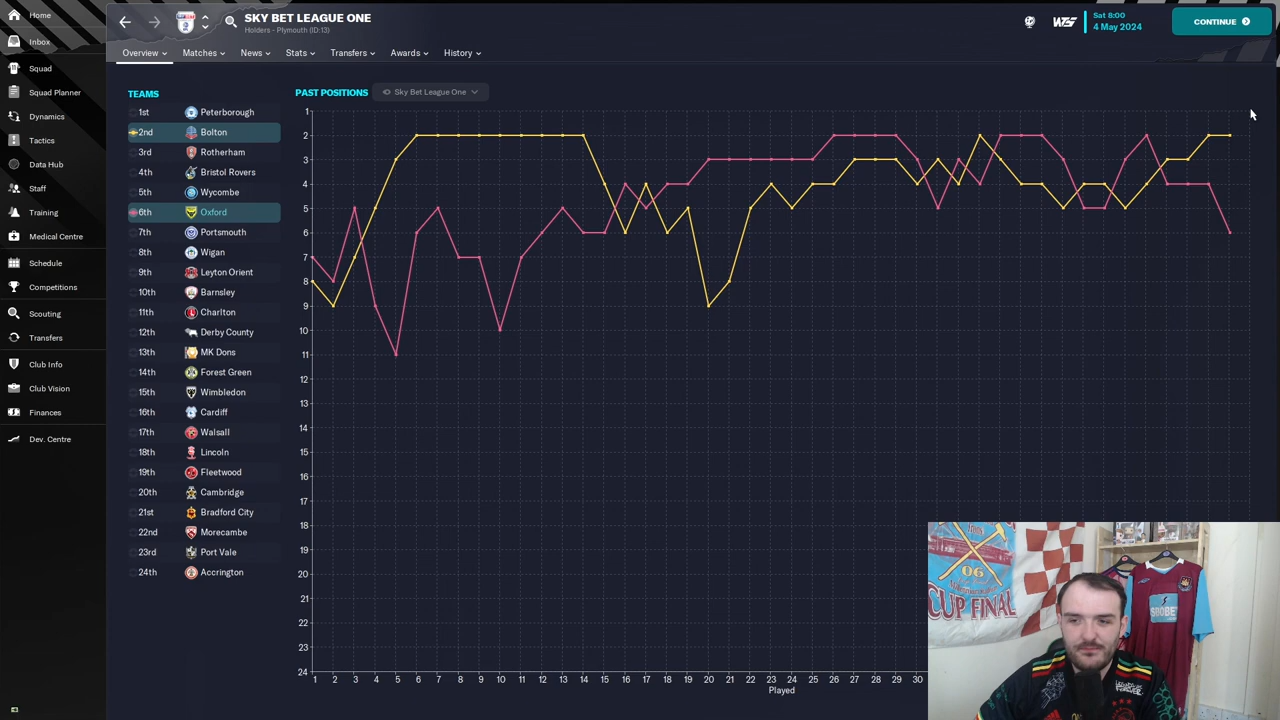 Home
Inbox
Squad
Squad Planner
Dynamics
Tactics
Data Hub
Staff
Training
Medical Centre
Schedule
Competitions
Scouting
Transfers
Club Info
Club Vision
Finances
Dev. Centre
SKY BET LEAGUE ONE
Holders - Plymouth (ID:13)
Sat 8:00
4 May 2024
CONTINUE
Overview
Matches
News
Stats
Transfers
Awards
History
TEAMS
1st Peterborough
2nd Bolton
3rd Rotherham
4th Bristol Rovers
5th Wycombe
6th Oxford
7th Portsmouth
8th Wigan
9th Leyton Orient
10th Barnsley
11th Charlton
12th Derby County
13th MK Dons
14th Forest Green
15th Wimbledon
16th Cardiff
17th Walsall
18th Lincoln
19th Fleetwood
20th Cambridge
21st Bradford City
22nd Morecambe
23rd Port Vale
24th Accrington
PAST POSITIONS
Sky Bet League One
1
2
3
4
5
6
7
8
9
10
11
12
13
14
15
16
17
18
19
20
21
22
23
24
1 2 3 4 5 6 7 8 9 10 11 12 13 14 15 16 17 18 19 20 21 22 23 24 25 26 27 28 29 30
Played
06
CUP FINAL
SBOBET